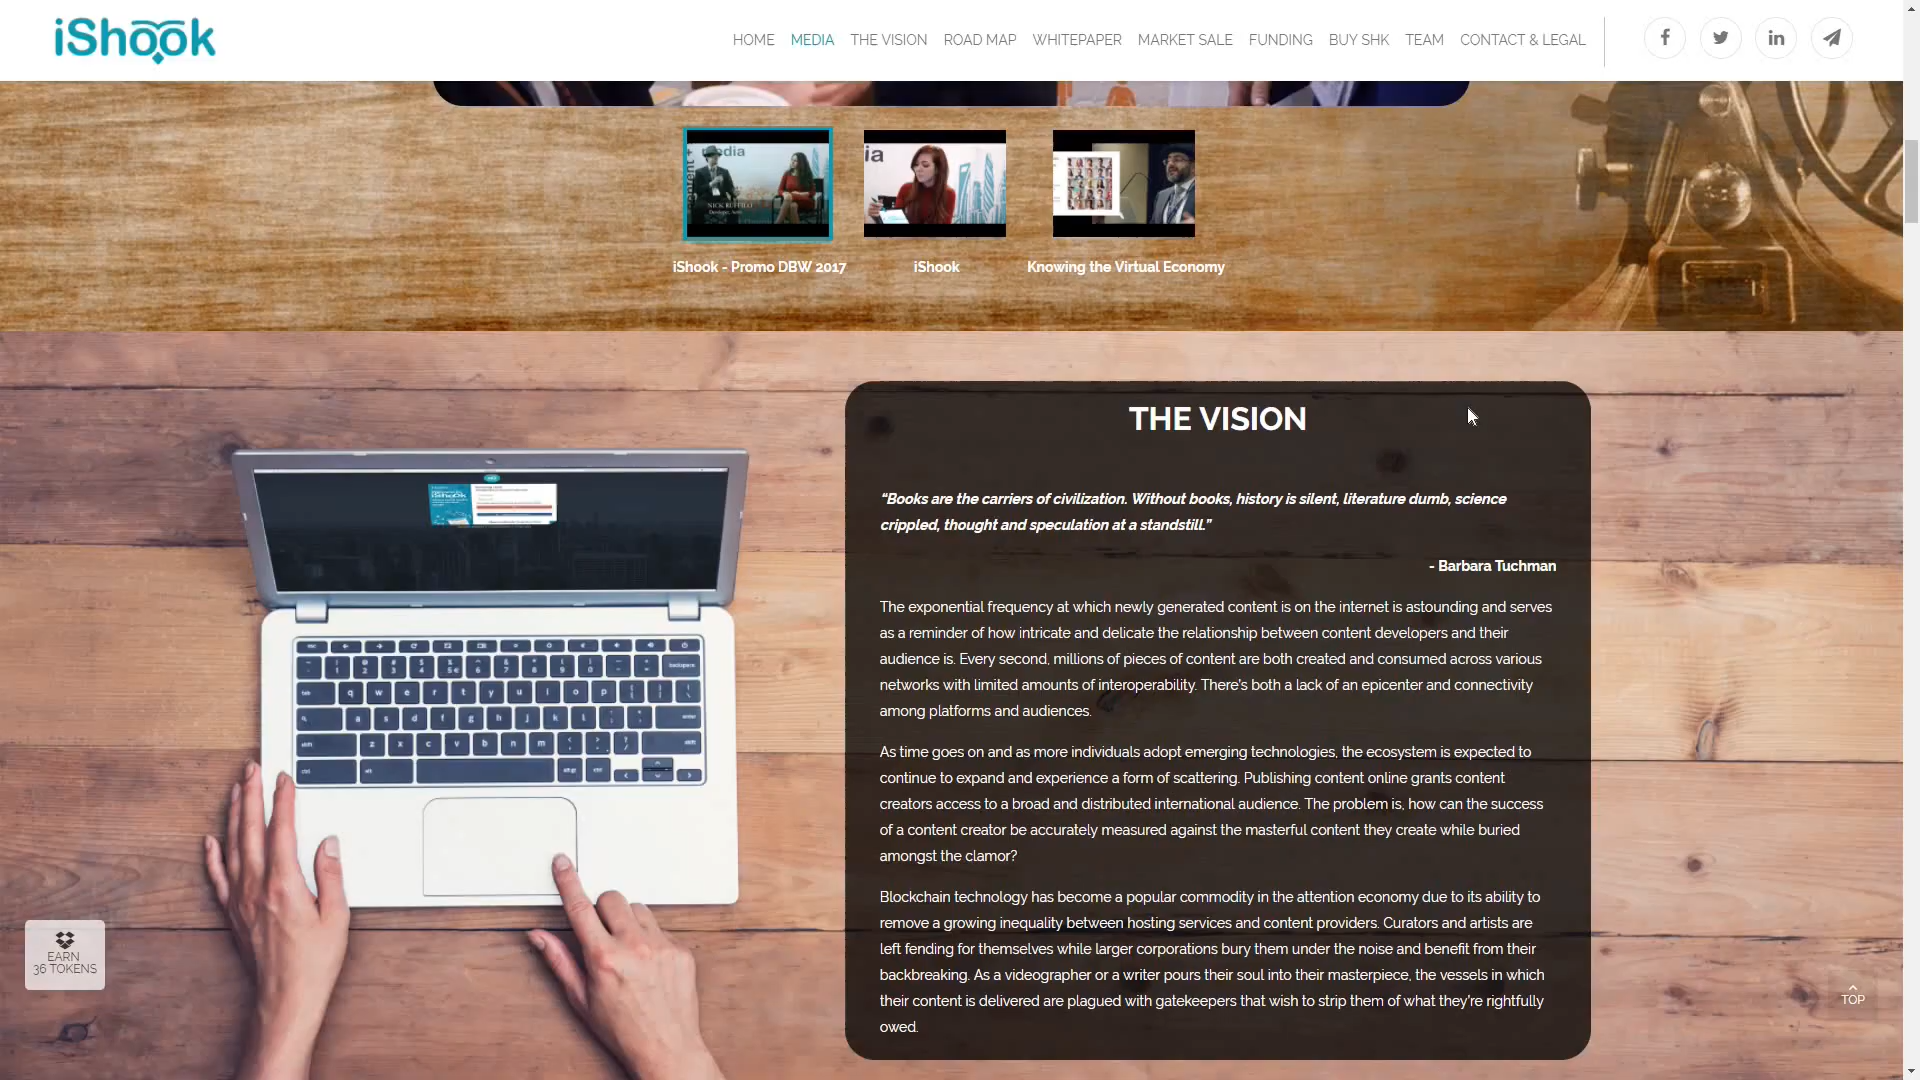 iShook
HOME MEDIA THE VISION ROAD MAP WHITEPAPER MARKET SALE FUNDING BUY SHK TEAM CONTACT & LEGAL
media
NICK RUFFILO
ia
iShook - Promo DBW 2017
iShook
Knowing the Virtual Economy
THE VISION
“Books are the carriers of civilization. Without books, history is silent, literature dumb, science
crippled, thought and speculation at a standstill.”
- Barbara Tuchman
The exponential frequency at which newly generated content is on the internet is astounding and serves
as a reminder of how intricate and delicate the relationship between content developers and their
audience is. Every second, millions of pieces of content are both created and consumed across various
networks with limited amounts of interoperability. There's both a lack of an epicenter and connectivity
among platforms and audiences.
As time goes on and as more individuals adopt emerging technologies, the ecosystem is expected to
continue to expand and experience a form of scattering. Publishing content online grants content
creators access to a broad and distributed international audience. The problem is, how can the success
of a content creator be accurately measured against the masterful content they create while buried
amongst the clamor?
Blockchain technology has become a popular commodity in the attention economy due to its ability to
remove a growing inequality between hosting services and content providers. Curators and artists are
left fending for themselves while larger corporations bury them under the noise and benefit from their
backbreaking. As a videographer or a writer pours their soul into their masterpiece, the vessels in which
their content is delivered are plagued with gatekeepers that wish to strip them of what they're rightfully
owed.
EARN
36 TOKENS
TOP